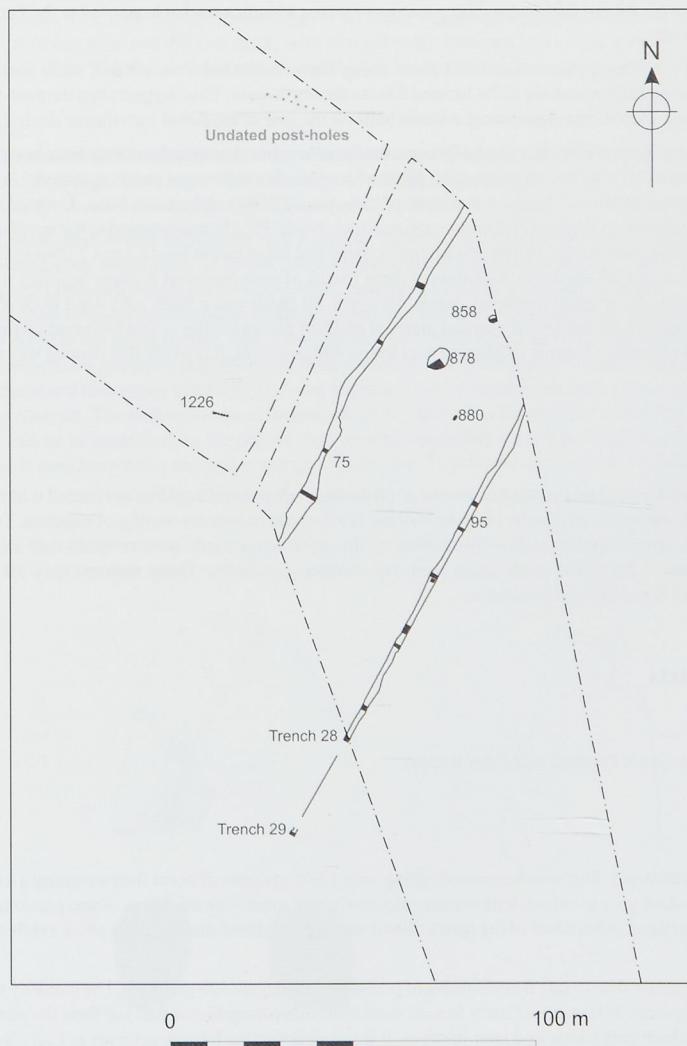 N
Undated post-holes
858
878
1226
880
75
95
Trench 28
Trench 29
0 100 m